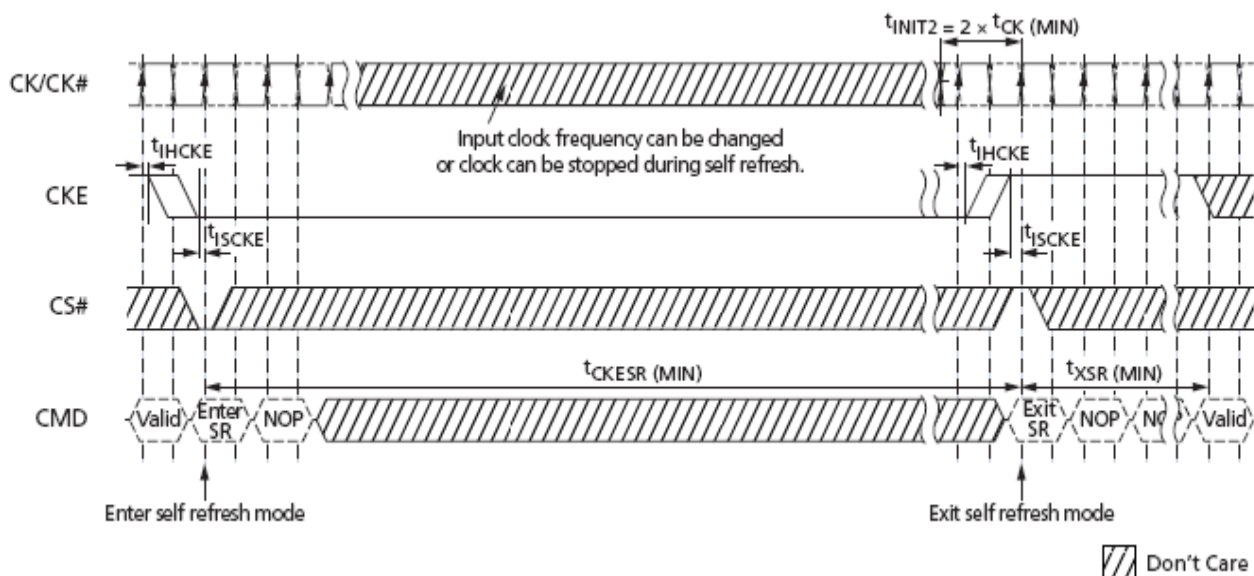 tINIT2 = 2 × tCK (MIN)
CK/CK#
Input clock frequency can be changed
or clock can be stopped during self refresh.
tIHCKE
tIHCKE
CKE
tISCKE
tISCKE
CS#
tCKESR (MIN)
tXSR (MIN)
CMD
Valid
Enter
SR
NOP
Exit
SR
NOP
Valid
Enter self refresh mode
Exit self refresh mode
Don't Care